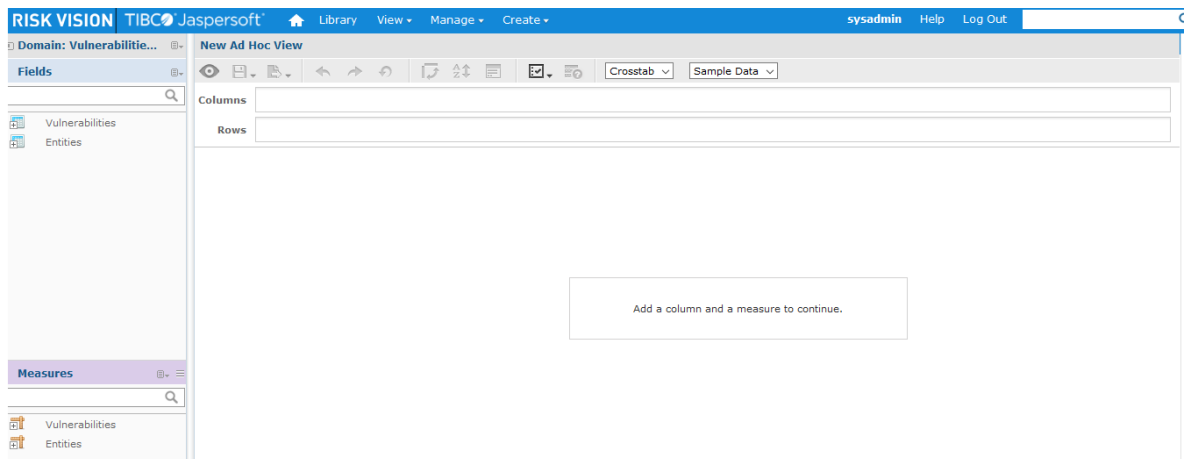 RISK VISION TIBCO Jaspersoft Library View Manage Create sysadmin Help Log Out
Domain: Vulnerabilitie... New Ad Hoc View
Fields Crosstab Sample Data
Columns
Rows
Vulnerabilities
Entities
Add a column and a measure to continue.
Measures
Vulnerabilities
Entities